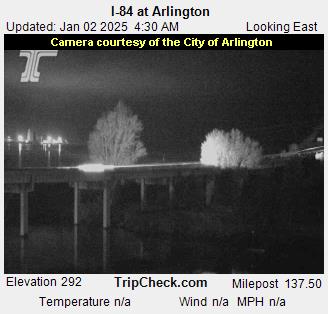 I-84 at Arlington
Updated: Jan 02 2025 4:30 AM Looking East
Camera courtesy of the City of Arlington
Elevation 292 TripCheck.com Milepost 137.50
Temperature n/a Wind n/a MPH n/a